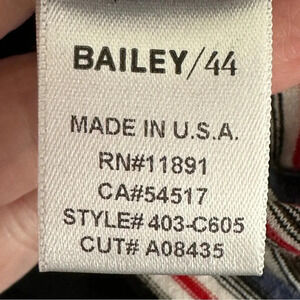 BAILEY/44
MADE IN U.S.A.
RN#11891
CA#54517
STYLE# 403-C605
CUT# A08435